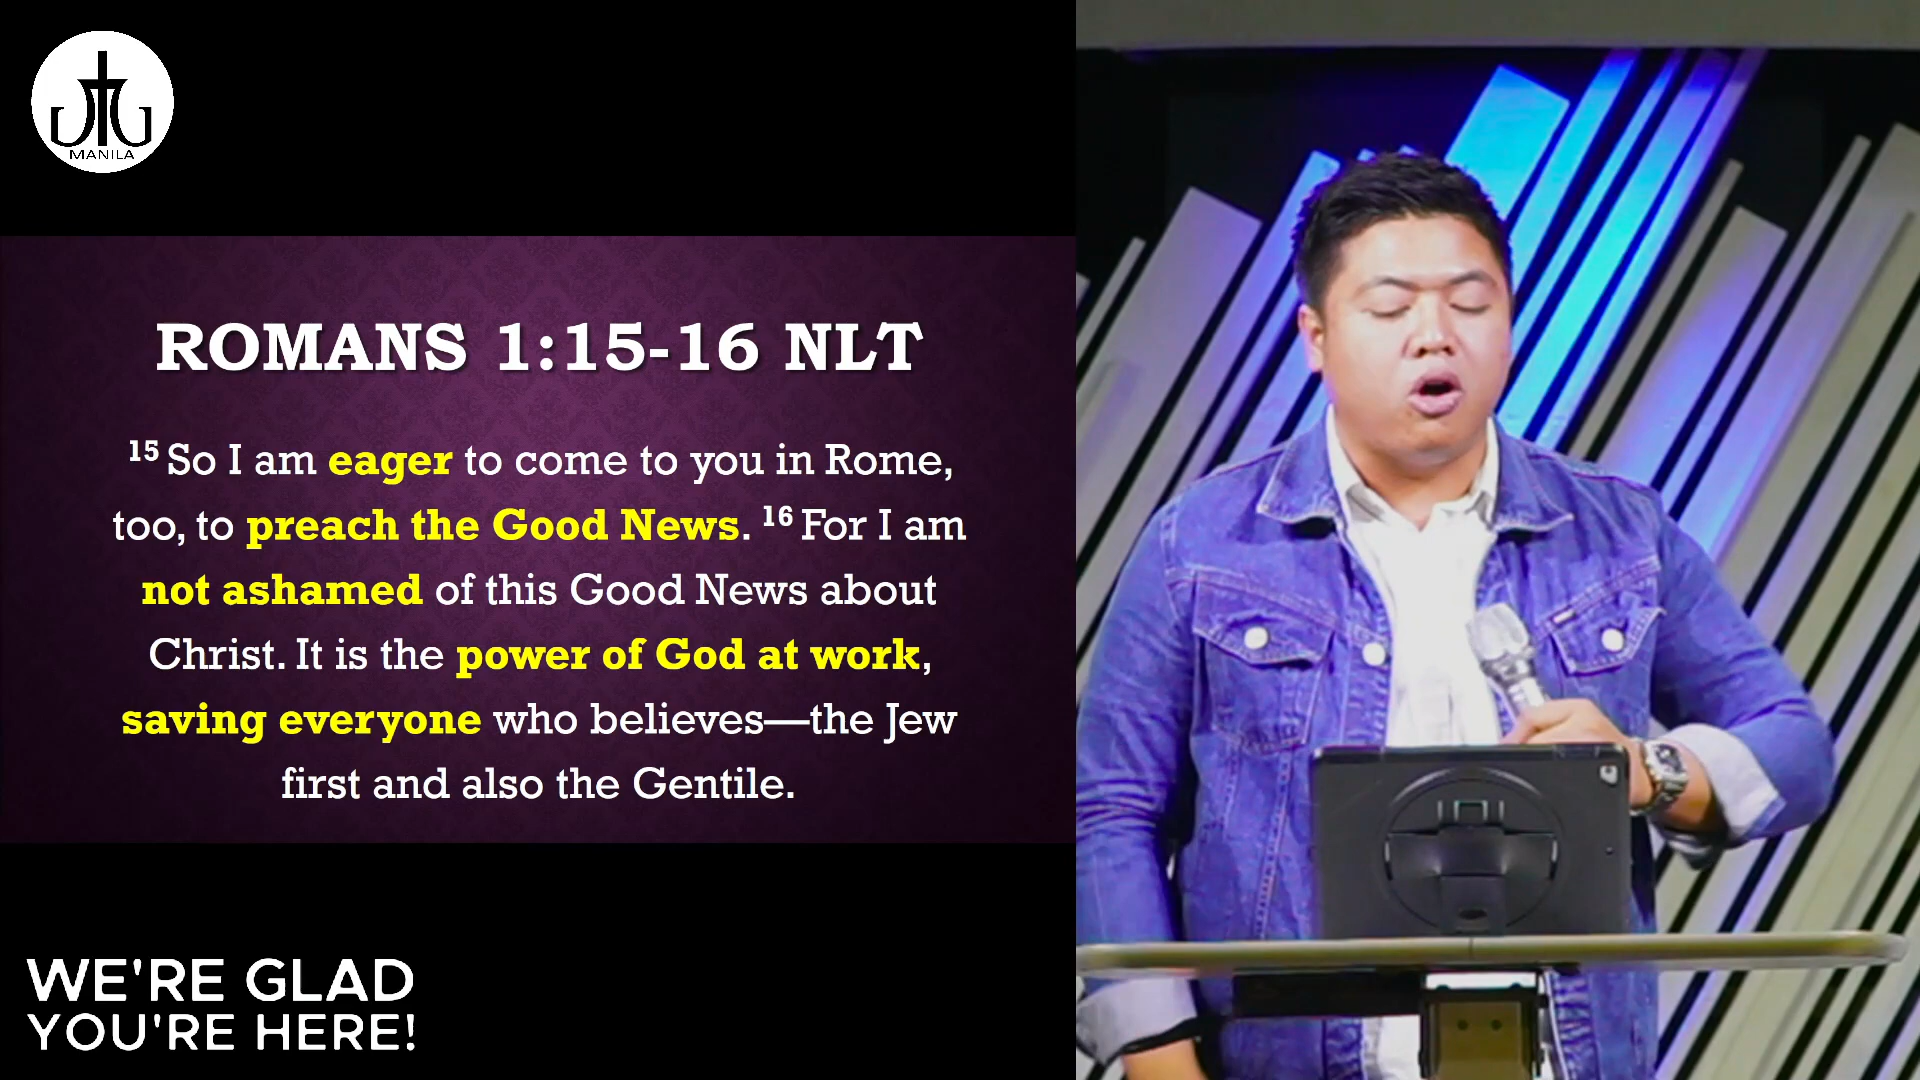 JTG
MANILA
ROMANS 1:15-16 NLT
15 So I am eager to come to you in Rome,
too, to preach the Good News. 16 For I am
not ashamed of this Good News about
Christ. It is the power of God at work,
saving everyone who believes—the Jew
first and also the Gentile.
WE'RE GLAD
YOU'RE HERE!